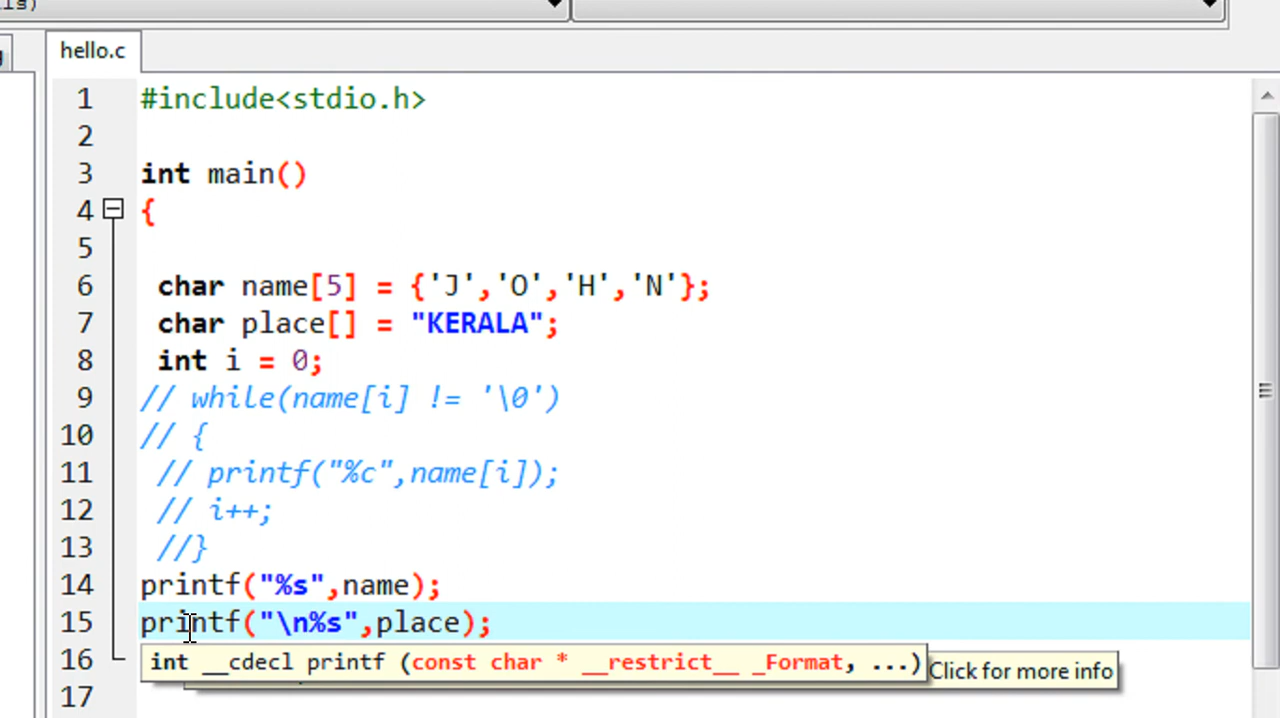 ls)
hello.c
1 #include<stdio.h>
2
3 int main()
4 {
5
6 char name[5] = {'J','O','H','N'};
7 char place[] = "KERALA";
8 int i = 0;
9 // while(name[i] != '\0')
10 // {
11 // printf("%c",name[i]);
12 // i++;
13 //}
14 printf("%s",name);
15 printf("\n%s",place);
16 int __cdecl printf (const char * __restrict__ _Format, ...) Click for more info
17